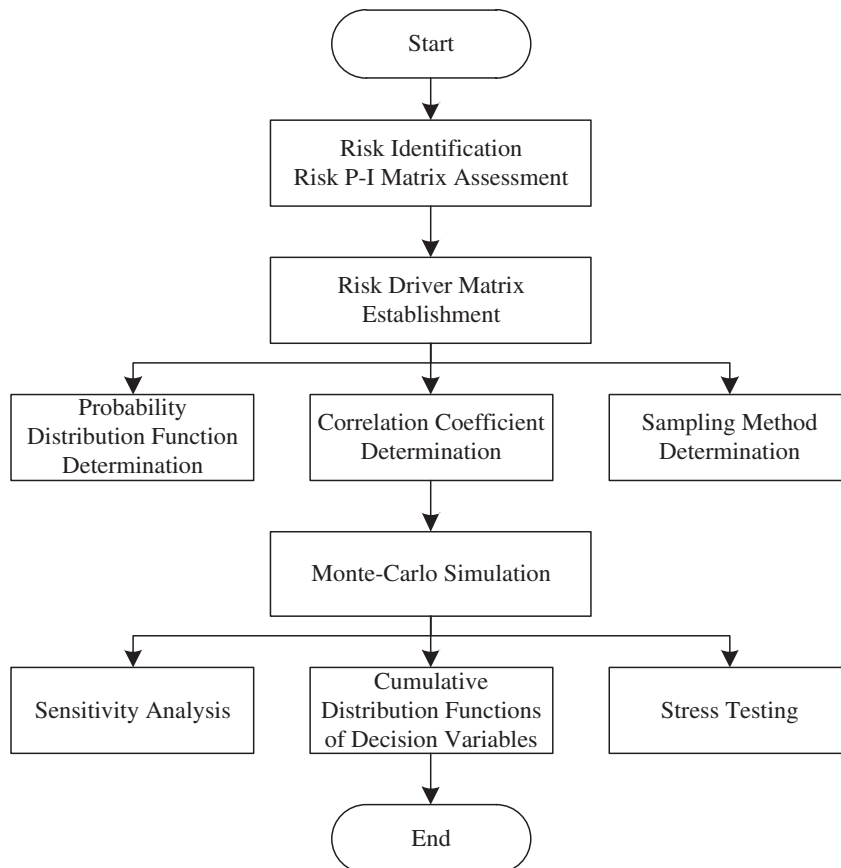 Start
Risk Identification
Risk P-I Matrix Assessment
Risk Driver Matrix
Establishment
Probability
Distribution Function
Determination
Correlation Coefficient
Determination
Sampling Method
Determination
Monte-Carlo Simulation
Sensitivity Analysis
Cumulative
Distribution Functions
of Decision Variables
Stress Testing
End